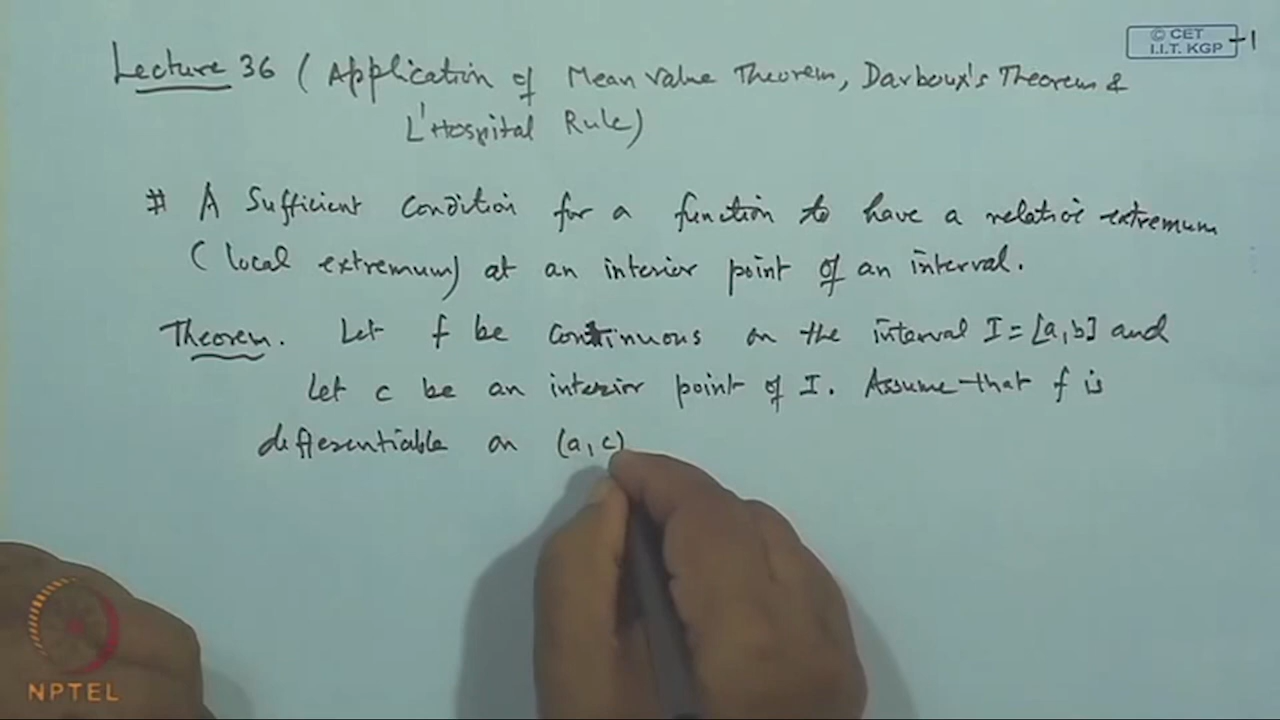 © CET
I.I.T. KGP
-1
Lecture 36 (Application of Mean Value Theorem, Darboux's Theorem &
L'Hospital Rule)
# A Sufficient Condition for a function to have a relative extremum
(local extremum) at an interior point of an interval.
Theorem. Let f be continuous on the interval I = [a,b] and
Let c be an interior point of I. Assume that f is
differentiable on (a, c)
NPTEL